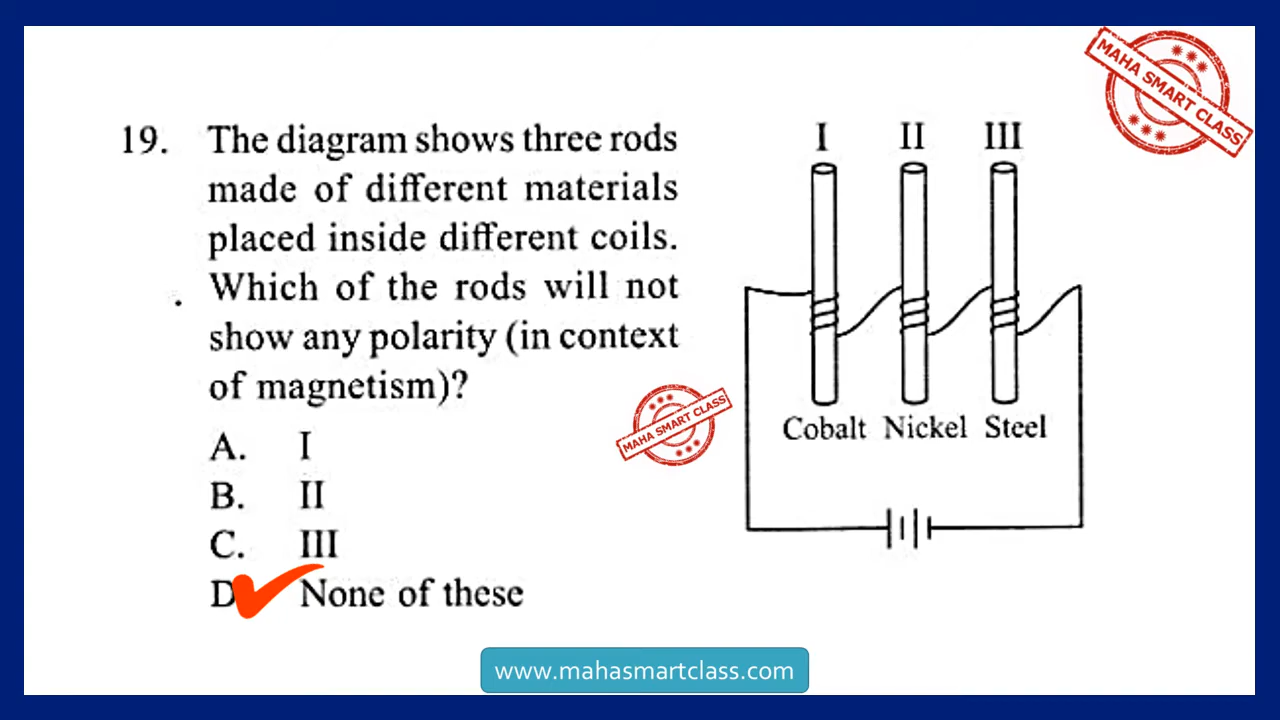 19. The diagram shows three rods
made of different materials
placed inside different coils.
Which of the rods will not
show any polarity (in context
of magnetism)?
A. I
B. II
C. III
D None of these
I II III
Cobalt Nickel Steel
MAHA SMART CLASS
MAHA SMART CLASS
www.mahasmartclass.com